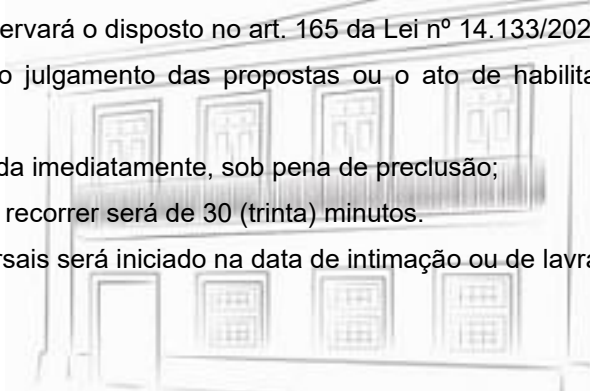 ervará o disposto no art. 165 da Lei nº 14.133/202
o julgamento das propostas ou o ato de habilita
da imediatamente, sob pena de preclusão;
recorrer será de 30 (trinta) minutos.
rsais será iniciado na data de intimação ou de lavra